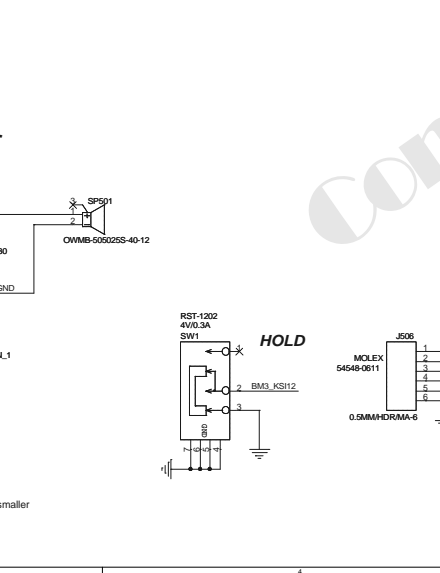 Con
SP501
3
1
2
OWMB-505025S-40-12
GND
RST-1202
4V/0.3A
SW1
HOLD
1
2
BM3_KSI12
3
GND
7
6
5
4
J506
MOLEX
54548-0611
1
2
3
4
5
6
0.5MM/HDR/MA-6
_1
smaller
4